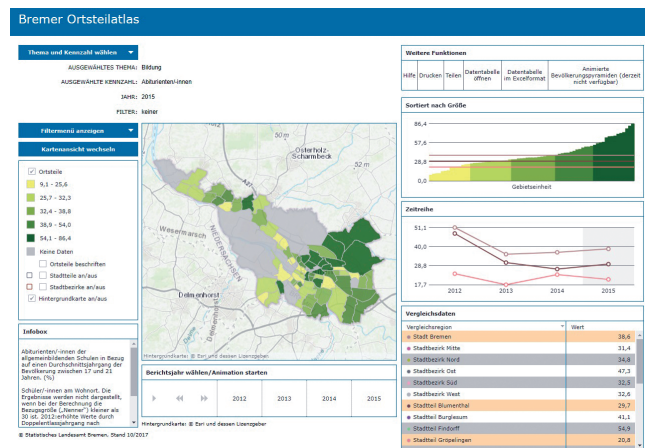 Bremer Ortsteilatlas
Thema und Kennzahl wählen
AUSGEWÄHLTES THEMA: Bildung
AUSGEWÄHLTE KENNZAHL: Abiturienten/-innen
JAHR: 2015
FILTER: keiner
Filtermenü anzeigen
Kartenansicht wechseln
Ortsteile
9,1 - 25,6
25,7 - 32,3
32,4 - 38,8
38,9 - 54,0
54,1 - 86,4
Keine Daten
Ortsteile beschriften
Stadtteile an/aus
Stadtbezirke an/aus
Hintergrundkarte an/aus
Infobox
Abiturienten/-innen der
allgemeinbildenden Schulen in Bezug
auf einen Durchschnittsjahrgang der
Bevölkerung zwischen 17 und 21
Jahren. (%)
Schüler/-innen am Wohnort. Die
Ergebnisse werden nicht dargestellt,
wenn bei der Berechnung die
Bezugsgröße („Nenner") kleiner als
30 ist. 2012:erhöhte Werte durch
Doppelentlassjahrgang nach
© Statistisches Landesamt Bremen, Stand 10/2017
50 m
Osterholz-
Scharmbeck
52 m
A27
Wesermarsch
NIEDERSACHSEN
Delmenhorst
Delme
Delmenhorst
Hintergrundkarte: © Esri und dessen Lizenzgeber
Berichtsjahr wählen/Animation starten
2012
2013
2014
2015
Hintergrundkarte: © Esri und dessen Lizenzgeber
Weitere Funktionen
Hilfe
Drucken
Teilen
Datentabelle
öffnen
Datentabelle
im Excelformat
Animierte
Bevölkerungspyramiden (derzeit
nicht verfügbar)
Sortiert nach Größe
86,4
57,6
28,8
0,0
Gebietseinheit
Zeitreihe
51,1
40,0
28,8
17,7
2012
2013
2014
2015
Vergleichsdaten
Vergleichsregion Wert
Stadt Bremen 38,6
Stadtbezirk Mitte 31,4
Stadtbezirk Nord 34,8
Stadtbezirk Ost 47,3
Stadtbezirk Süd 32,5
Stadtbezirk West 32,6
Stadtteil Blumenthal 29,7
Stadtteil Burglesum 41,1
Stadtteil Findorff 54,9
Stadtteil Gröpelingen 20,8